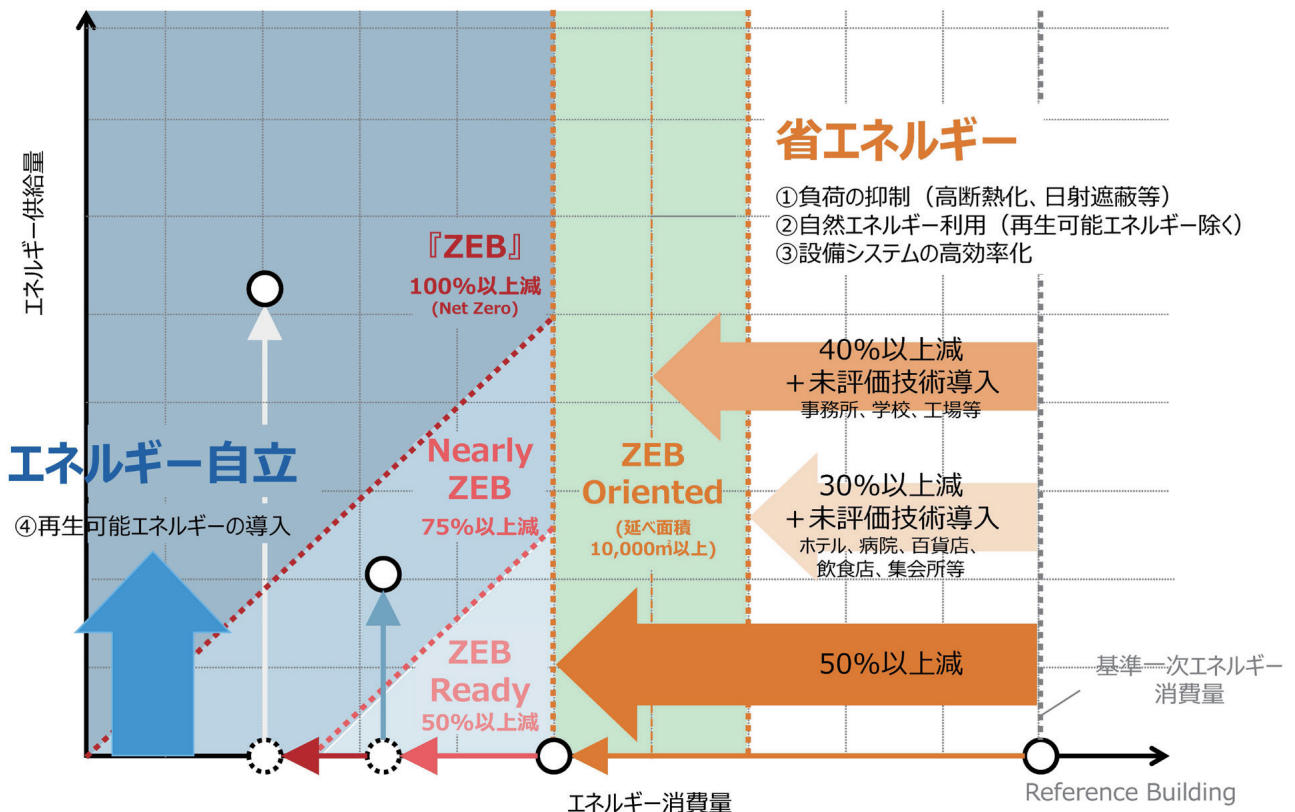 エネルギー供給量
省エネルギー
①負荷の抑制（高断熱化、日射遮蔽等）
②自然エネルギー利用（再生可能エネルギー除く）
③設備システムの高効率化
『ZEB』
100%以上減
(Net Zero)
40%以上減
＋未評価技術導入
事務所、学校、工場等
エネルギー自立
④再生可能エネルギーの導入
Nearly
ZEB
75%以上減
ZEB
Oriented
(延べ面積
10,000㎡以上)
30%以上減
＋未評価技術導入
ホテル、病院、百貨店、
飲食店、集会所等
ZEB
Ready
50%以上減
50%以上減
基準一次エネルギー
消費量
エネルギー消費量
Reference Building